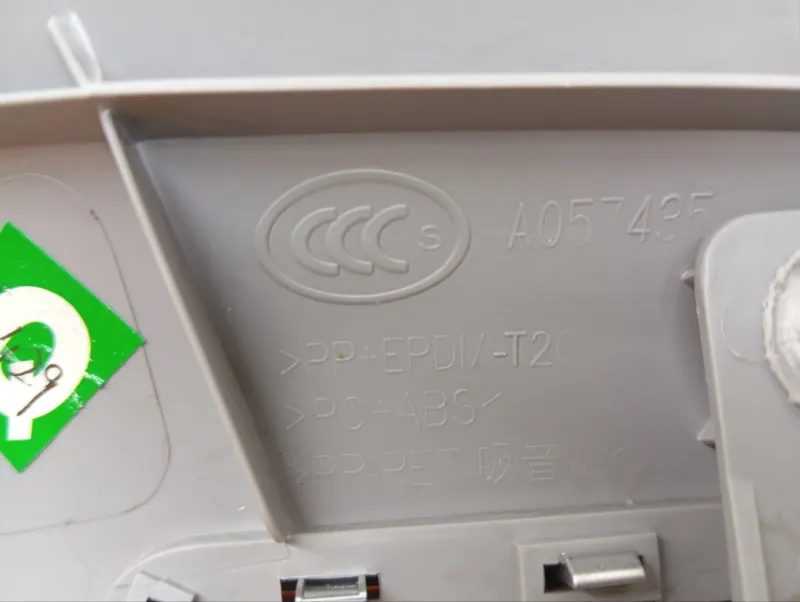 CCC S A057435
>PP+EPDM-T20
>PC+ABS<
>PP-PET 吸音
Q